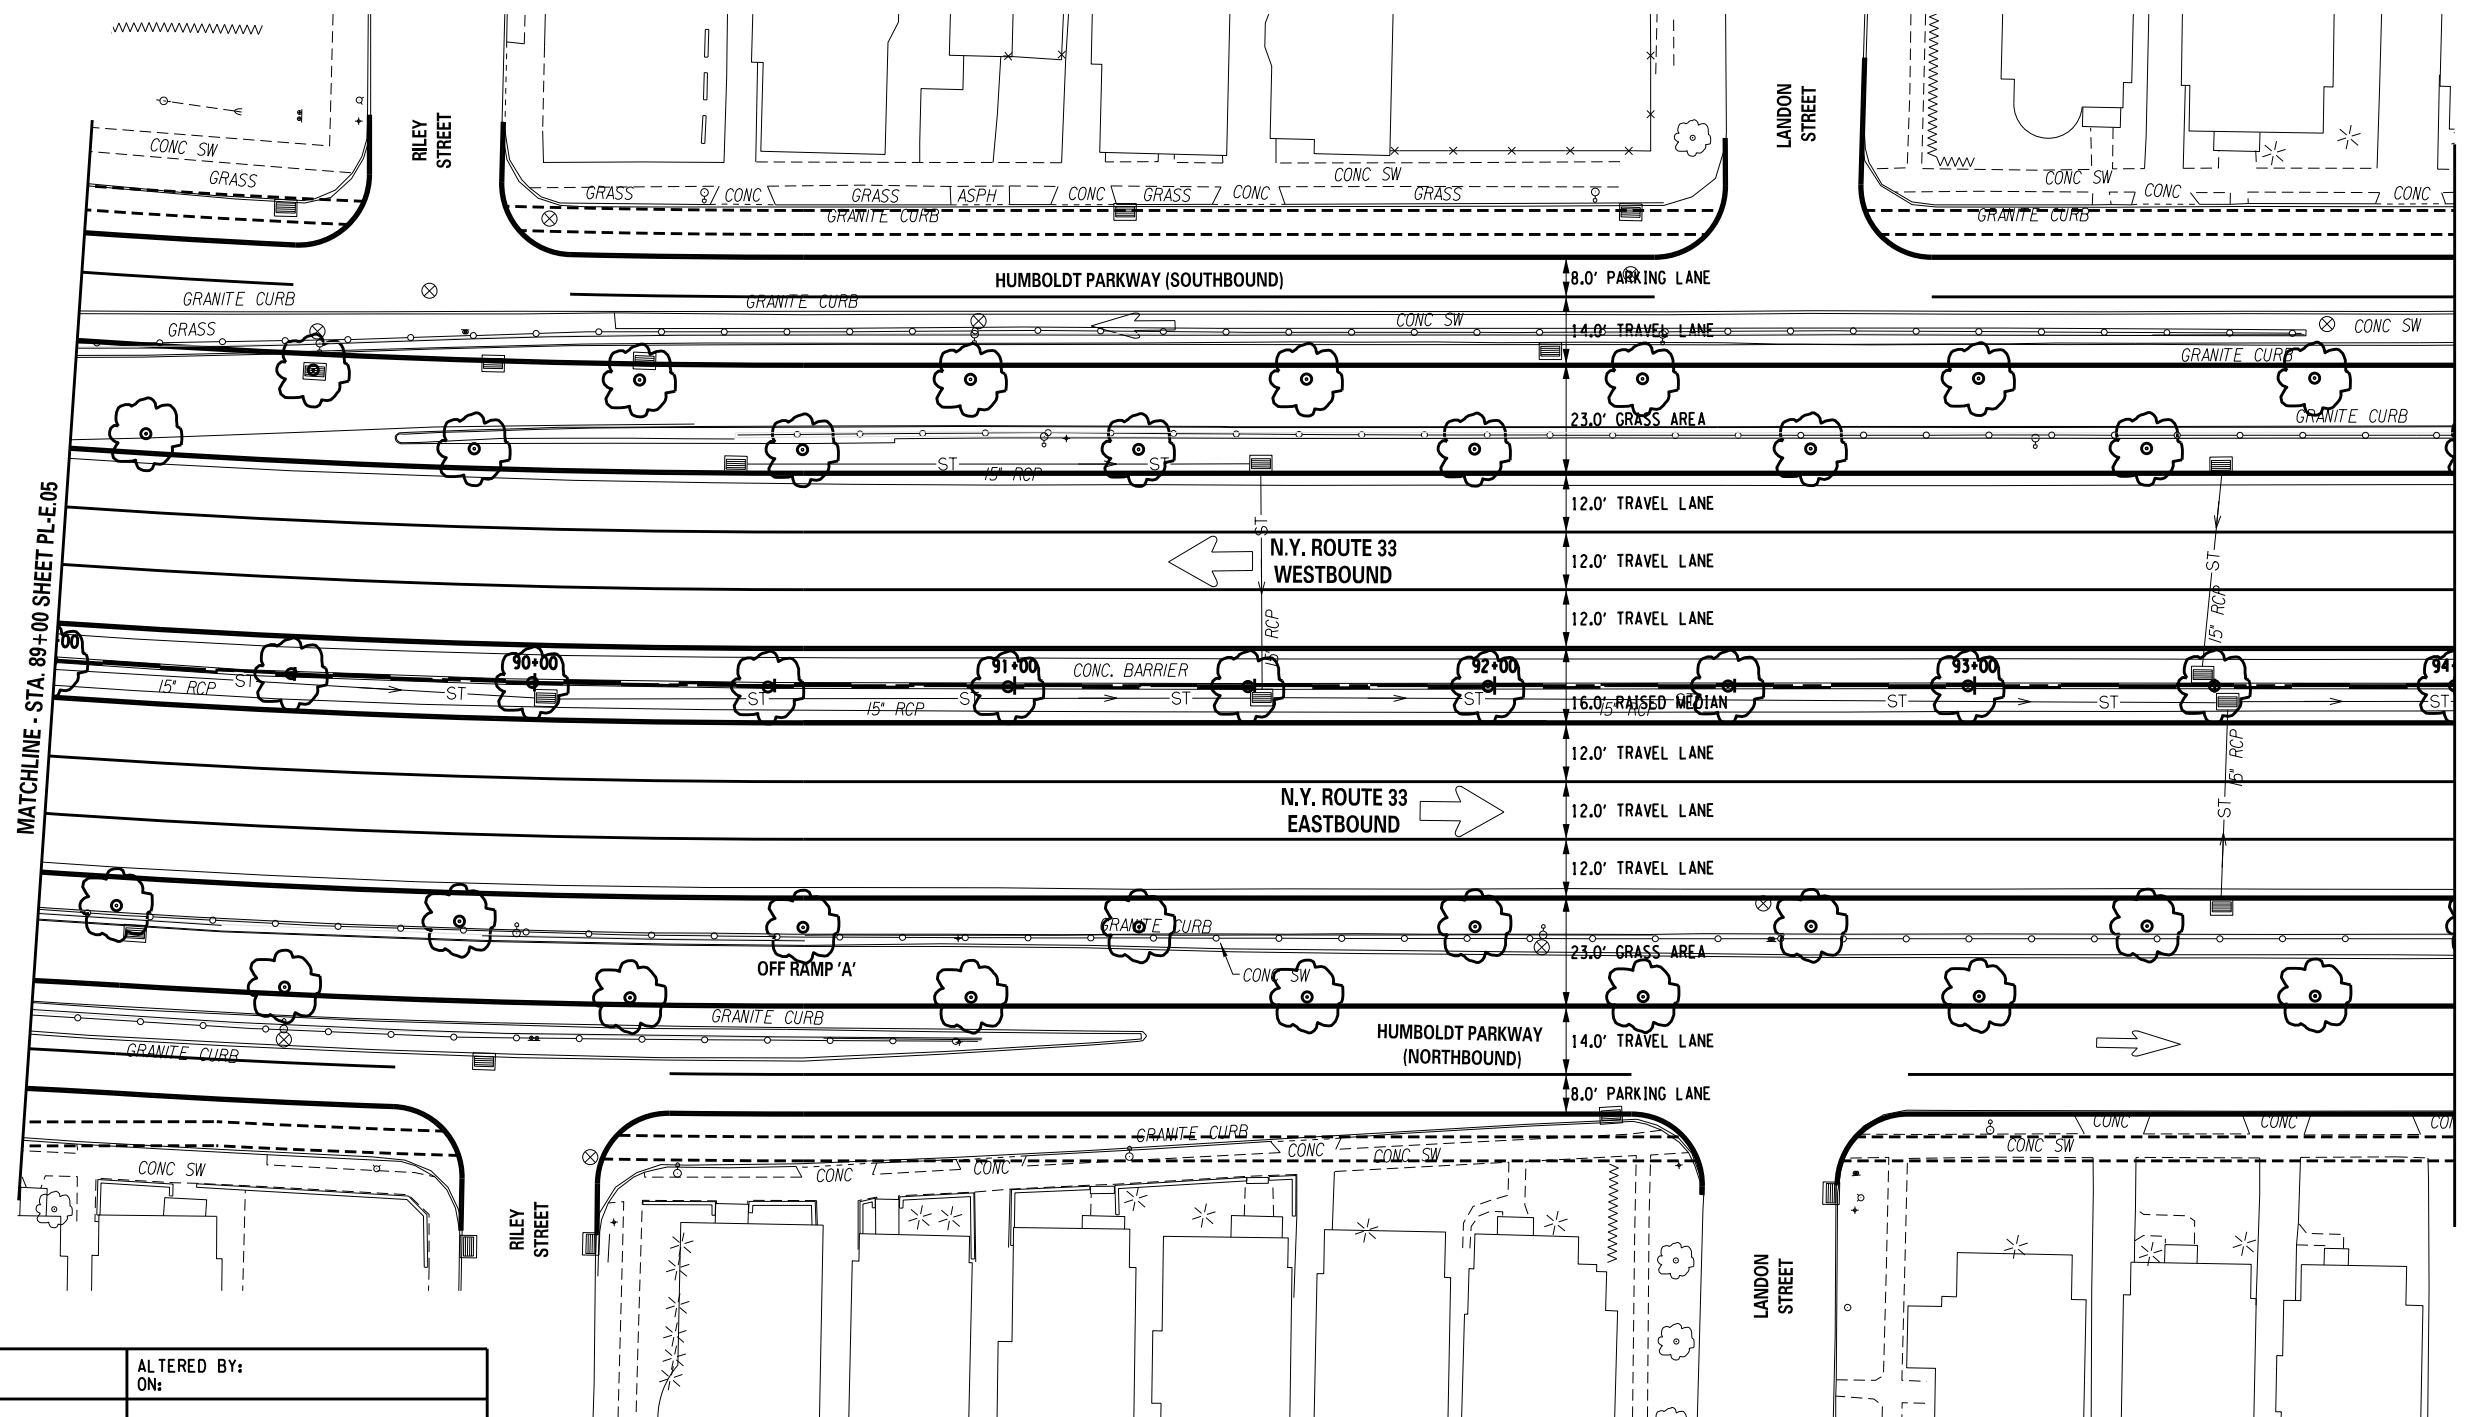 RILEY
STREET
LANDON
STREET
CONC SW
GRASS
GRASS
CONC
GRASS
ASPH
CONC
GRASS
CONC
CONC SW
GRASS
CONC SW
CONC
CONC
GRANITE CURB
GRANITE CURB
HUMBOLDT PARKWAY (SOUTHBOUND)
8.0' PARKING LANE
GRANITE CURB
GRANITE CURB
GRASS
CONC SW
14.0' TRAVEL LANE
CONC SW
GRANITE CURB
23.0' GRASS AREA
GRANITE CURB
ST
ST
15" RCP
12.0' TRAVEL LANE
MATCHLINE - STA. 89+00 SHEET PL-E.05
ST
N.Y. ROUTE 33
WESTBOUND
12.0' TRAVEL LANE
ST
15" RCP
12.0' TRAVEL LANE
15" RCP
00
90+00
91+00
CONC. BARRIER
92+00
93+00
94+
15" RCP
ST
ST
ST
ST
ST
ST
ST
ST
ST
15" RCP
16.0' RAISED MEDIAN
15" RCP
12.0' TRAVEL LANE
15" RCP
N.Y. ROUTE 33
EASTBOUND
12.0' TRAVEL LANE
ST
12.0' TRAVEL LANE
GRANITE CURB
23.0' GRASS AREA
OFF RAMP 'A'
CONC SW
GRANITE CURB
HUMBOLDT PARKWAY
(NORTHBOUND)
14.0' TRAVEL LANE
GRANITE CURB
8.0' PARKING LANE
GRANITE CURB
CONC
CONC
CONC SW
CONC
CONC
CONC
CONC SW
CONC SW
RILEY
STREET
LANDON
STREET
ALTERED BY:
ON: